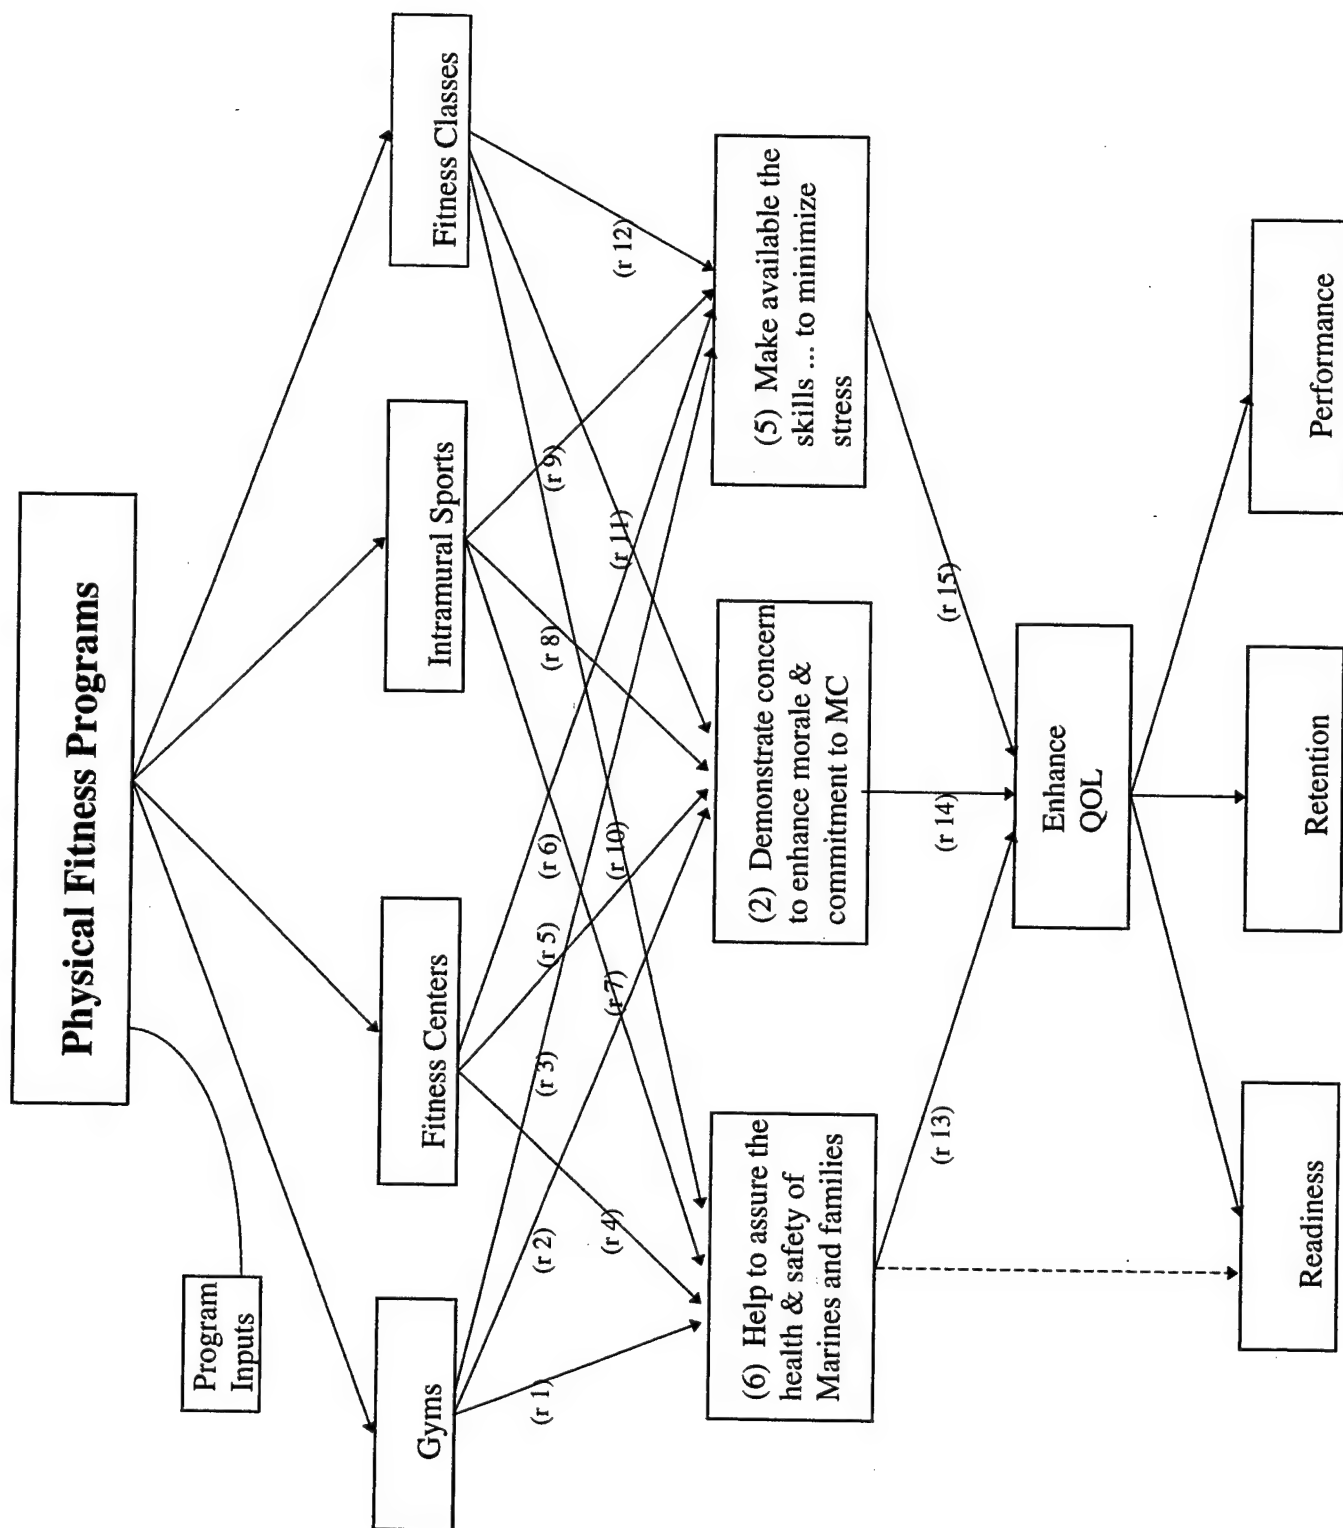 Physical Fitness Programs
Program
Inputs
Gyms
Fitness Centers
Intramural Sports
Fitness Classes
(r 1)
(r 2)
(r 3)
(r 4)
(r 5)
(r 6)
(r 7)
(r 8)
(r 9)
(r 10)
(r 11)
(r 12)
(6) Help to assure the
health & safety of
Marines and families
(2) Demonstrate concern
to enhance morale &
commitment to MC
(5) Make available the
skills ... to minimize
stress
(r 13)
(r 14)
(r 15)
Enhance
QOL
Readiness
Retention
Performance